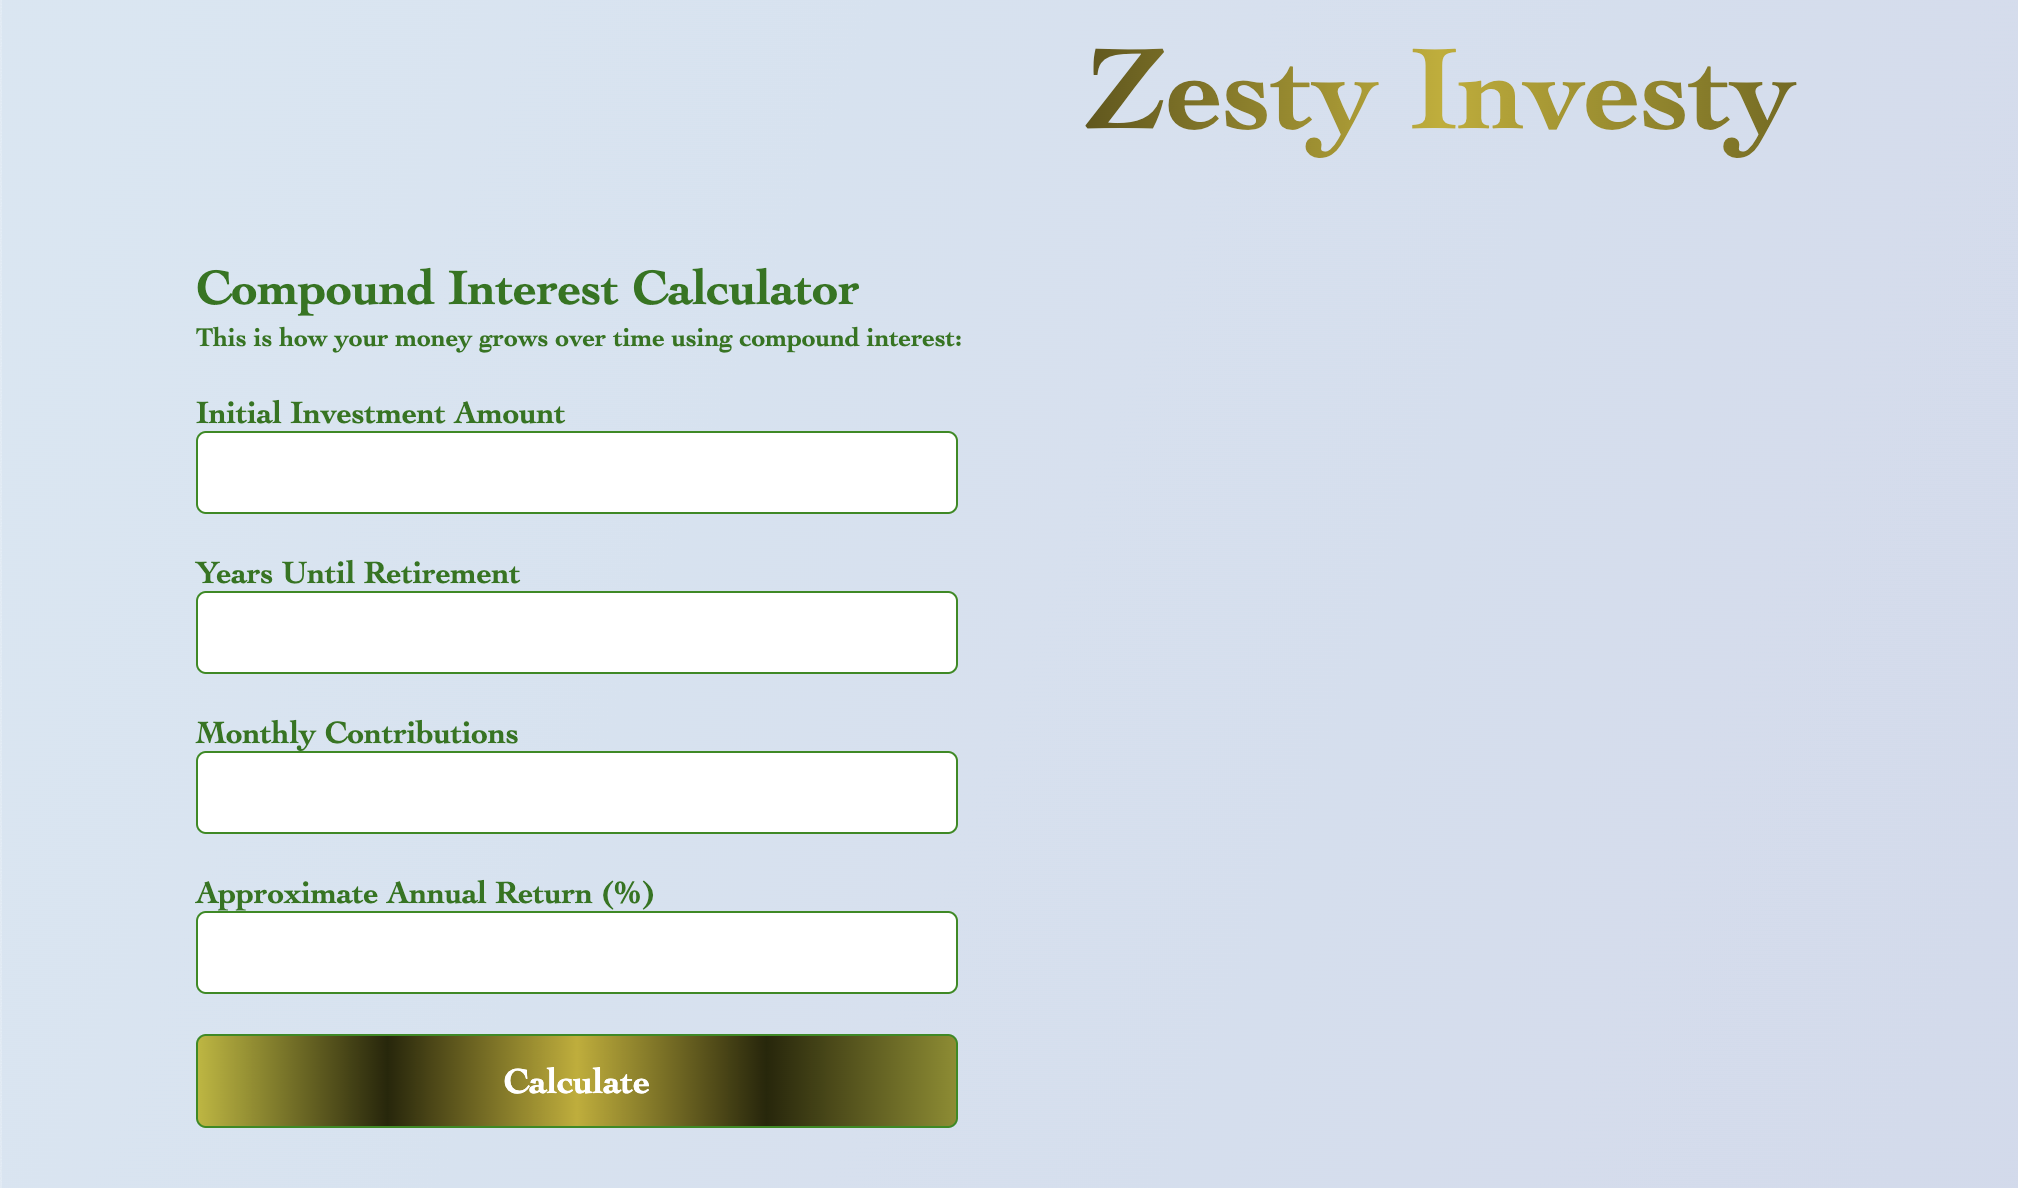 Zesty Investy
Compound Interest Calculator
This is how your money grows over time using compound interest:
Initial Investment Amount
Years Until Retirement
Monthly Contributions
Approximate Annual Return (%)
Calculate